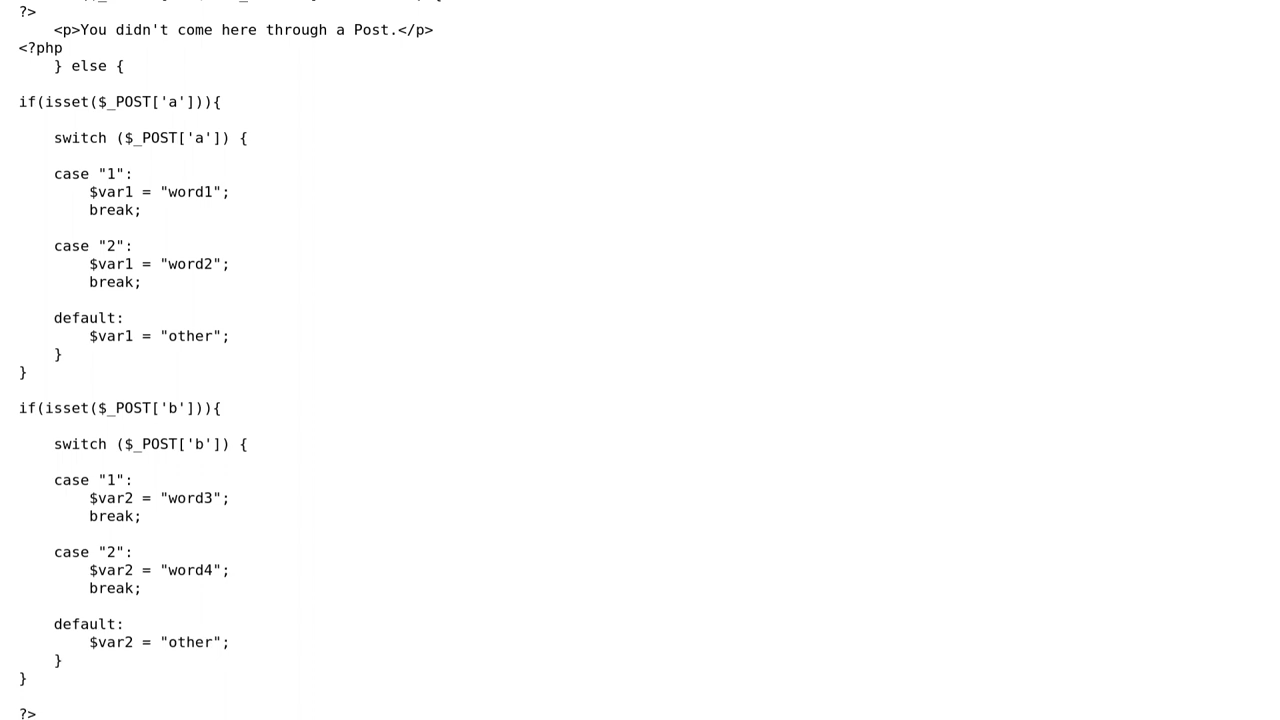 ?>
    <p>You didn't come here through a Post.</p>
<?php
    } else {

if(isset($_POST['a'])){

    switch ($_POST['a']) {

    case "1":
        $var1 = "word1";
        break;

    case "2":
        $var1 = "word2";
        break;

    default:
        $var1 = "other";
    }
}

if(isset($_POST['b'])){

    switch ($_POST['b']) {

    case "1":
        $var2 = "word3";
        break;

    case "2":
        $var2 = "word4";
        break;

    default:
        $var2 = "other";
    }
}

?>